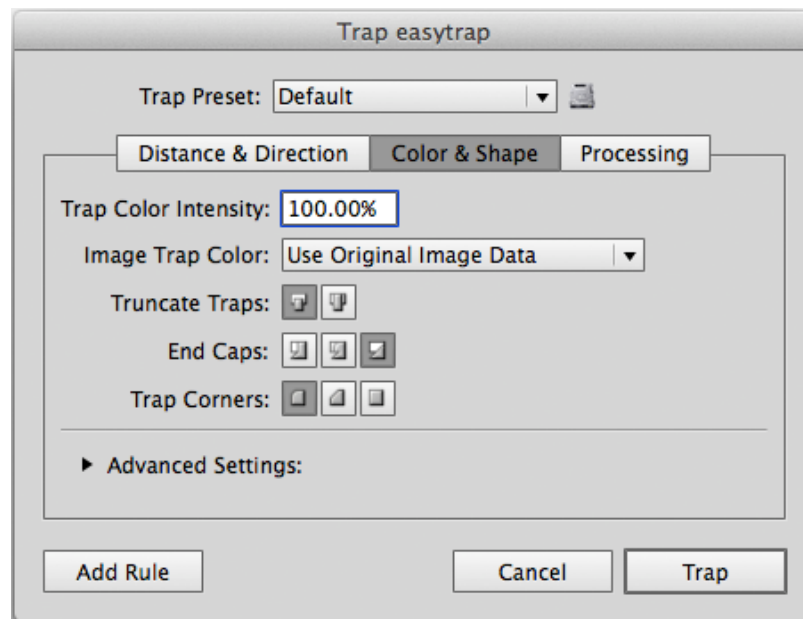 Trap easytrap
Trap Preset: Default
Distance & Direction Color & Shape Processing
Trap Color Intensity: 100.00%
Image Trap Color: Use Original Image Data
Truncate Traps:
End Caps:
Trap Corners:
Advanced Settings:
Add Rule Cancel Trap